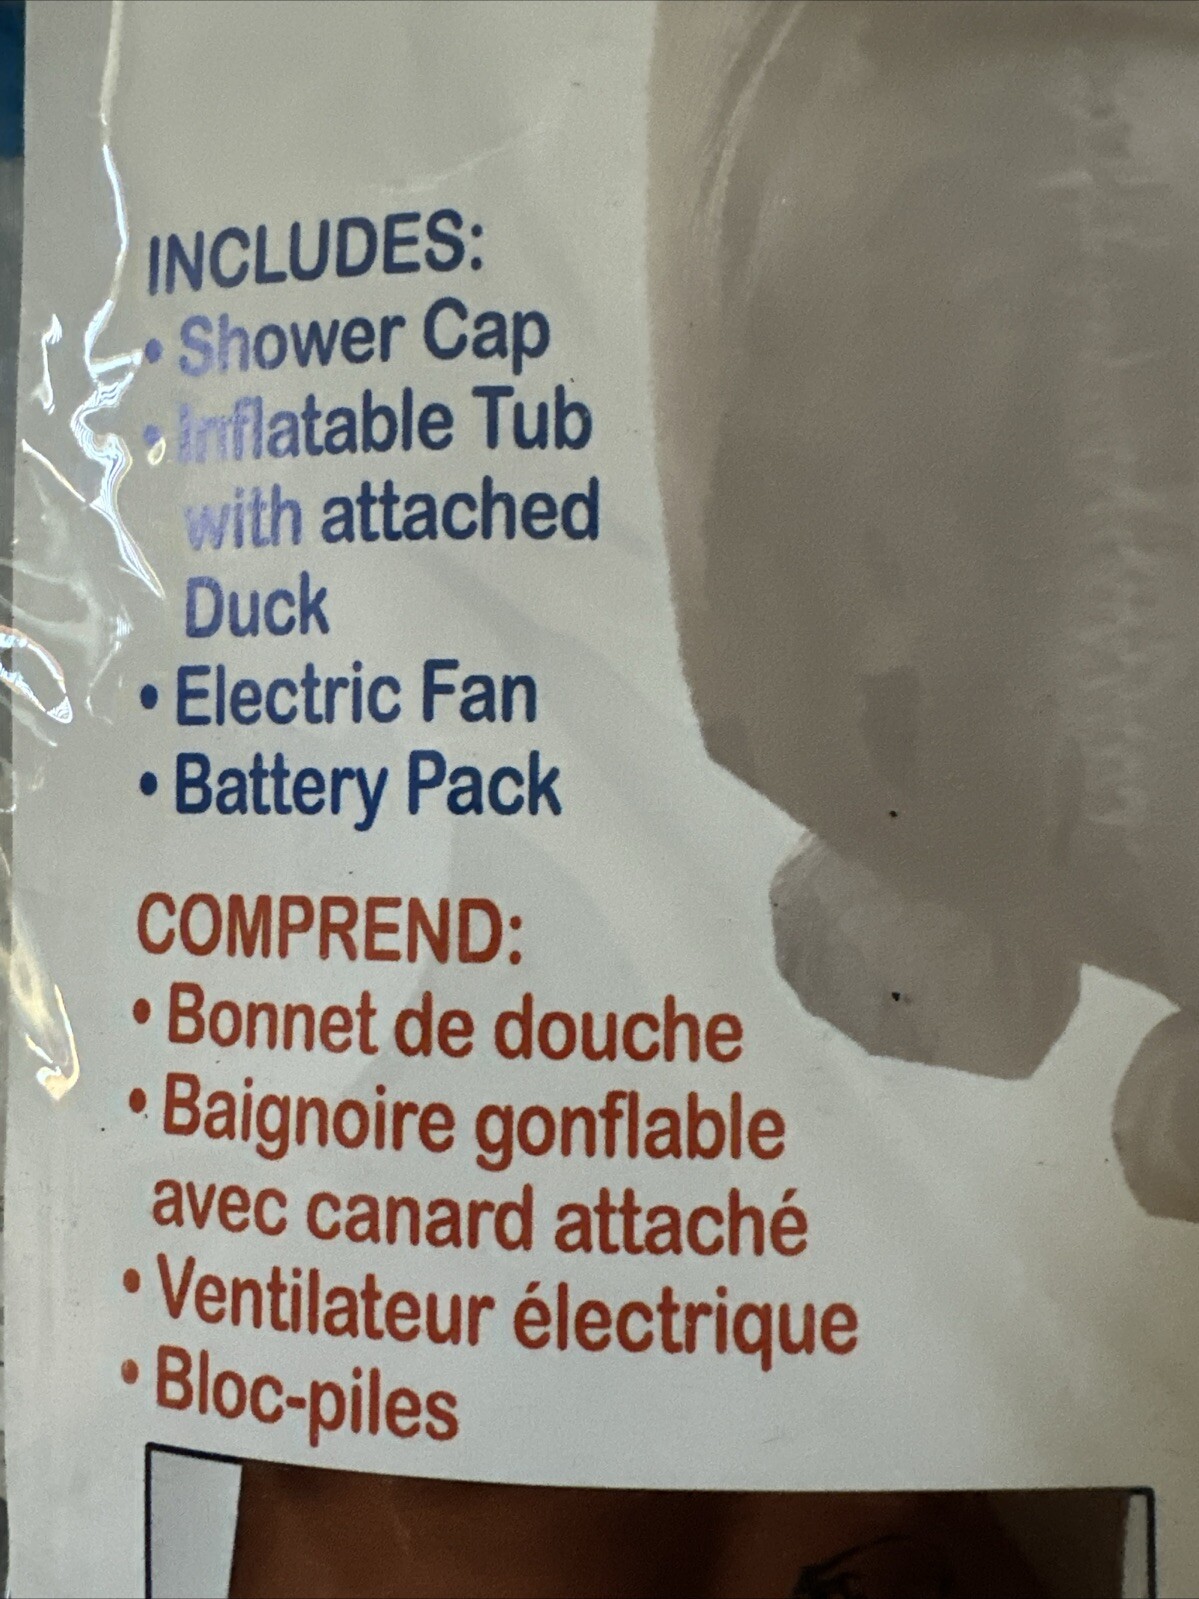 INCLUDES:
• Shower Cap
• Inflatable Tub
with attached
Duck
• Electric Fan
• Battery Pack
COMPREND:
• Bonnet de douche
• Baignoire gonflable
avec canard attaché
• Ventilateur électrique
• Bloc-piles